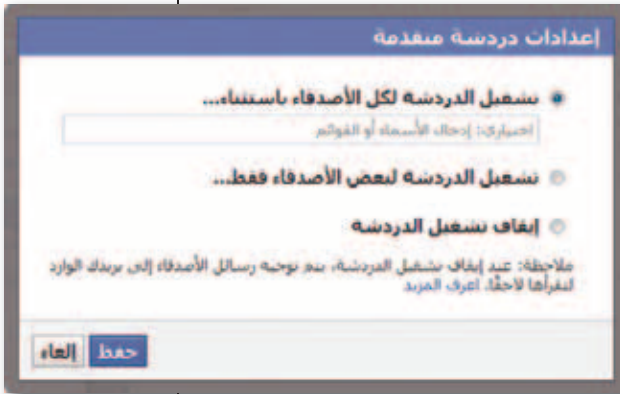 إعدادات دردشة متقدمة
تشغيل الدردشة لكل الأصدقاء باستثناء...
اختياري: إدخال الأسماء أو القوائم
تشغيل الدردشة لبعض الأصدقاء فقط...
إيقاف تشغيل الدردشة
ملاحظة: عند إيقاف تشغيل الدردشة، يتم توجيه رسائل الأصدقاء إلى بريدك الوارد
لتقرأها لاحقًا. اعرف المزيد
حفظ إلغاء